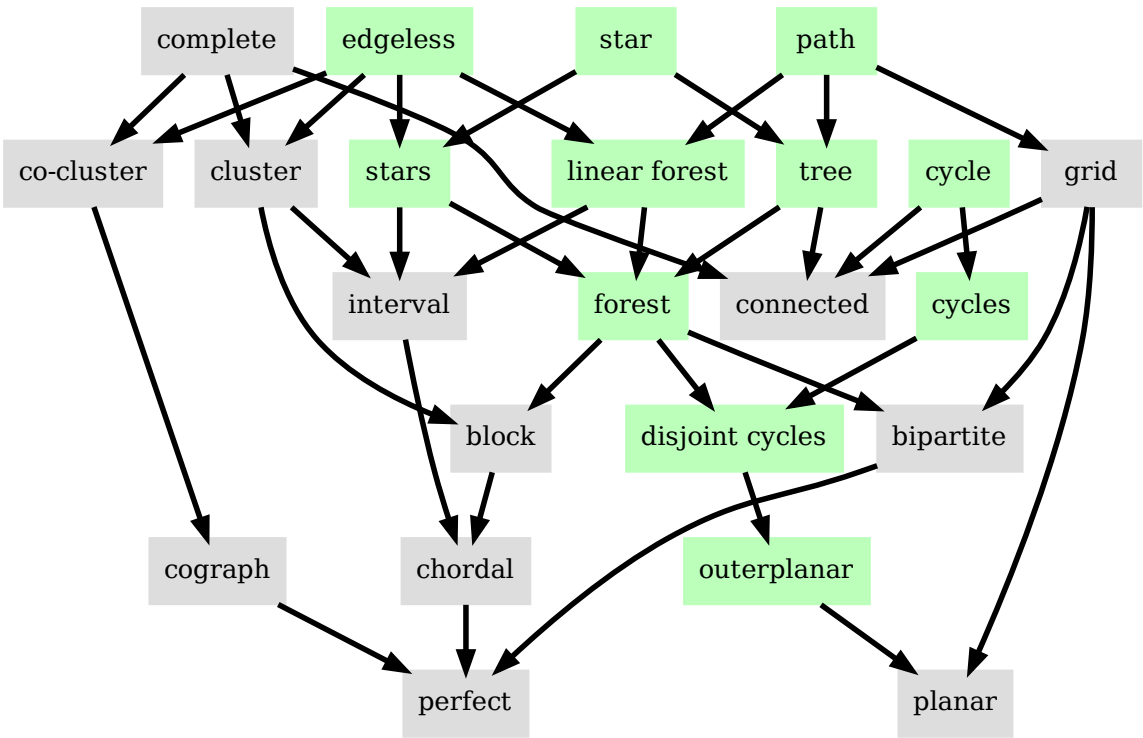 complete
edgeless
star
path
co-cluster
cluster
stars
linear forest
tree
cycle
grid
interval
forest
connected
cycles
block
disjoint cycles
bipartite
cograph
chordal
outerplanar
perfect
planar